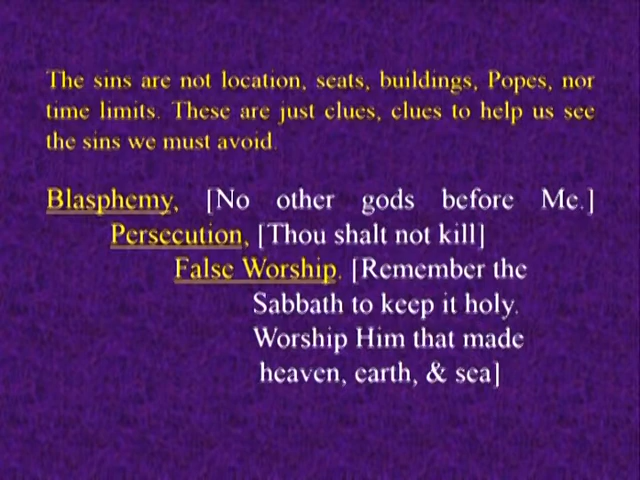 The sins are not location, seats, buildings, Popes, nor
time limits. These are just clues, clues to help us see
the sins we must avoid.
Blasphemy, [No other gods before Me.]
Persecution, [Thou shalt not kill]
False Worship. [Remember the
Sabbath to keep it holy.
Worship Him that made
heaven, earth, & sea]